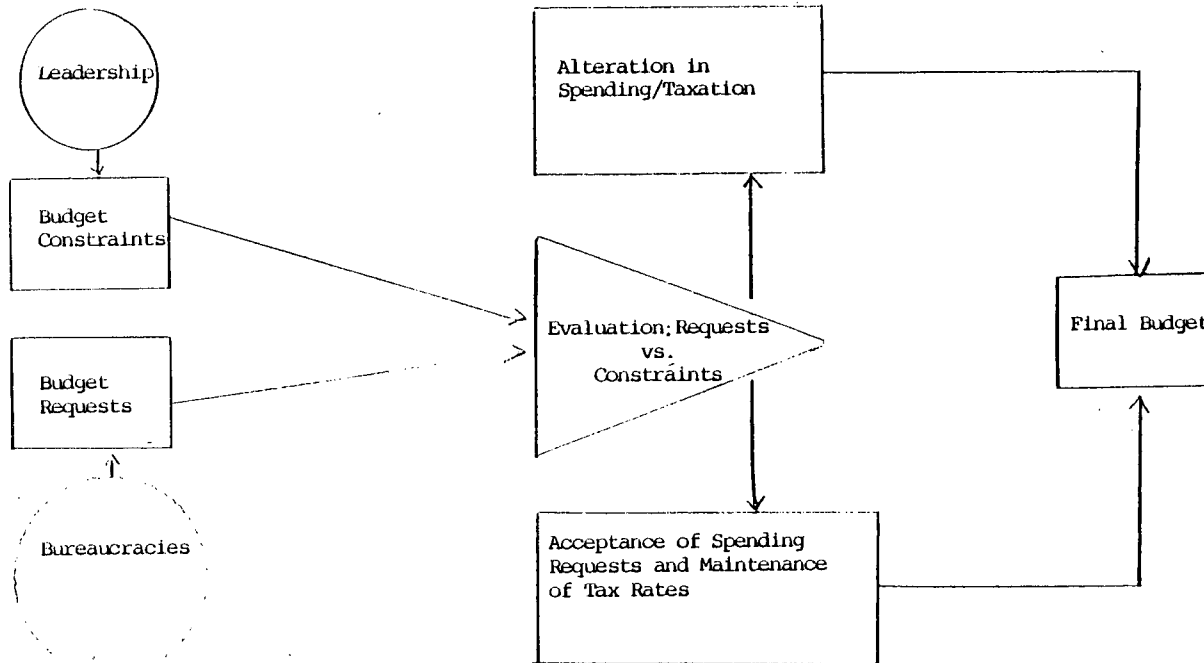 Leadership
Budget
Constraints
Budget
Requests
Bureaucracies
Alteration in
Spending/Taxation
Evaluation: Requests
vs.
Constraints
Acceptance of Spending
Requests and Maintenance
of Tax Rates
Final Budget